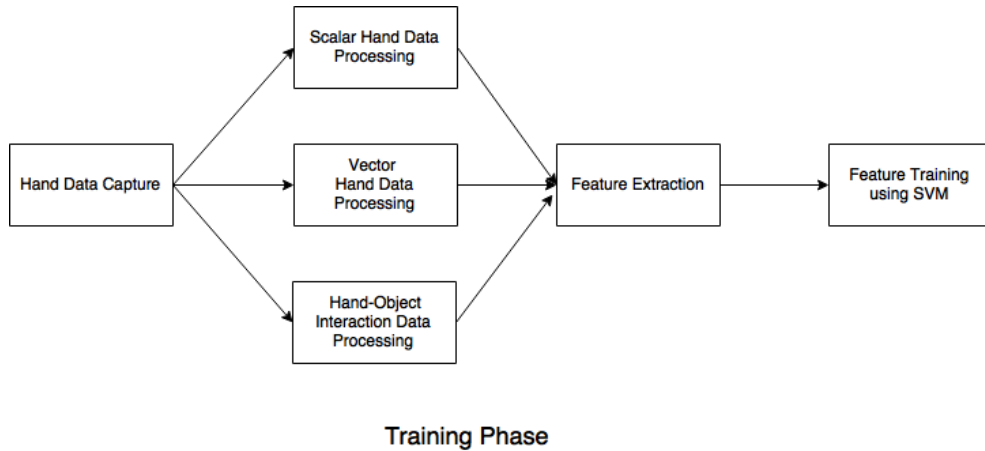 Scalar Hand Data
Processing
Hand Data Capture
Vector
Hand Data
Processing
Feature Extraction
Feature Training
using SVM
Hand-Object
Interaction Data
Processing
Training Phase